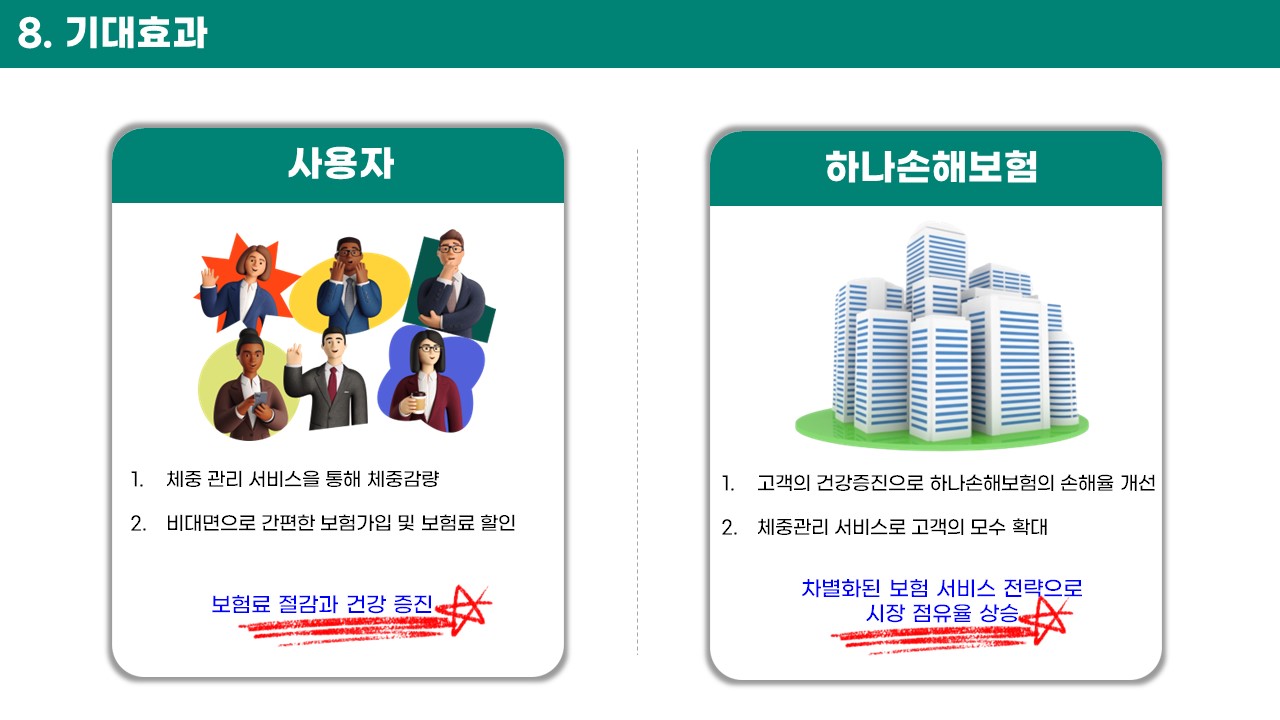 8. 기대효과
사용자
1. 체중 관리 서비스을 통해 체중감량
2. 비대면으로 간편한 보험가입 및 보험료 할인
보험료 절감과 건강 증진
하나손해보험
1. 고객의 건강증진으로 하나손해보험의 손해율 개선
2. 체중관리 서비스로 고객의 모수 확대
차별화된 보험 서비스 전략으로
시장 점유율 상승